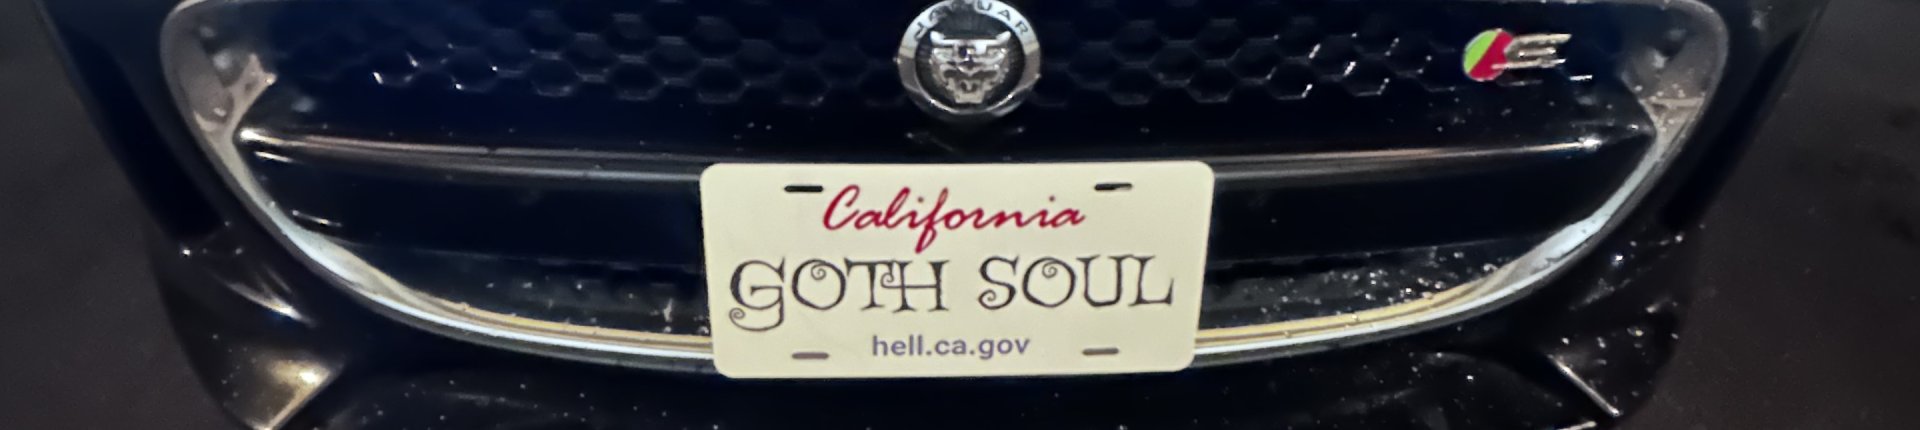 JAGUAR
S
California
GOTH SOUL
hell.ca.gov